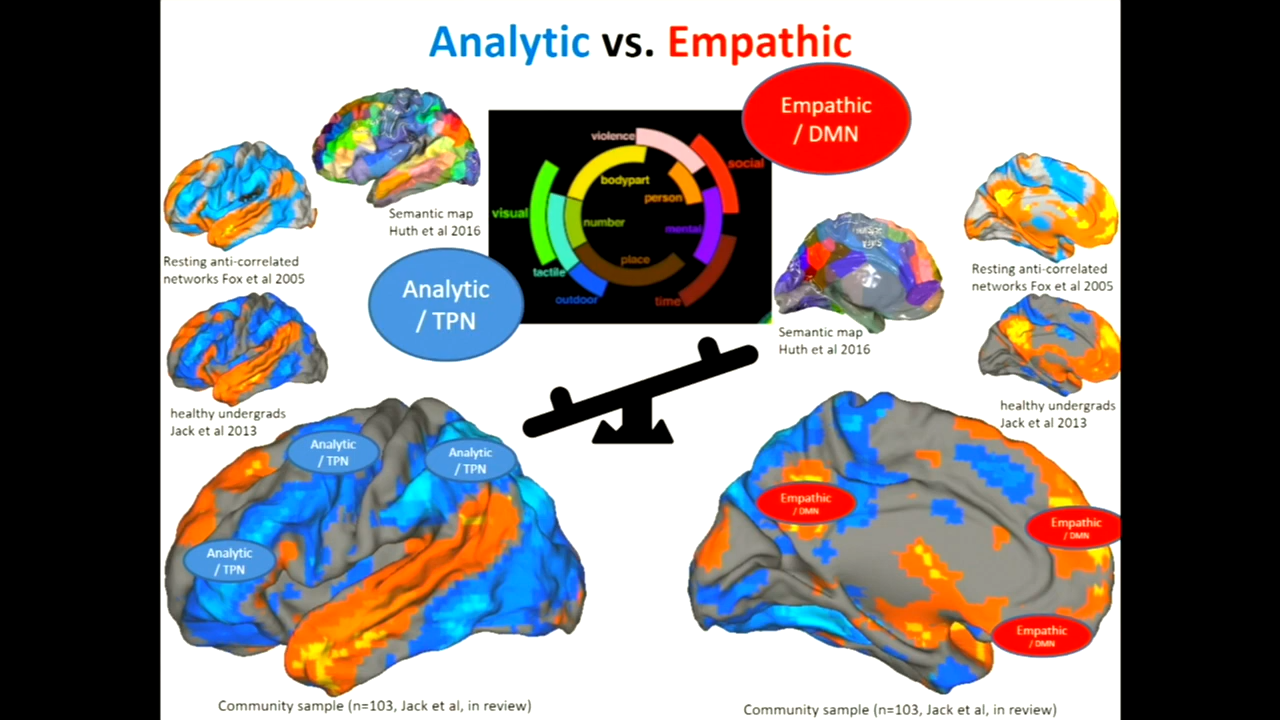 Analytic vs. Empathic
Empathic
/ DMN
violence
social
bodypart
person
visual
number
mental
place
tactile
outdoor
time
Semantic map
Huth et al 2016
Resting anti-correlated
networks Fox et al 2005
Analytic
/ TPN
Resting anti-correlated
networks Fox et al 2005
Semantic map
Huth et al 2016
healthy undergrads
Jack et al 2013
healthy undergrads
Jack et al 2013
Analytic
/ TPN
Analytic
/ TPN
Analytic
/ TPN
Empathic
/ DMN
Empathic
/ DMN
Empathic
/ DMN
Community sample (n=103, Jack et al, in review)
Community sample (n=103, Jack et al, in review)